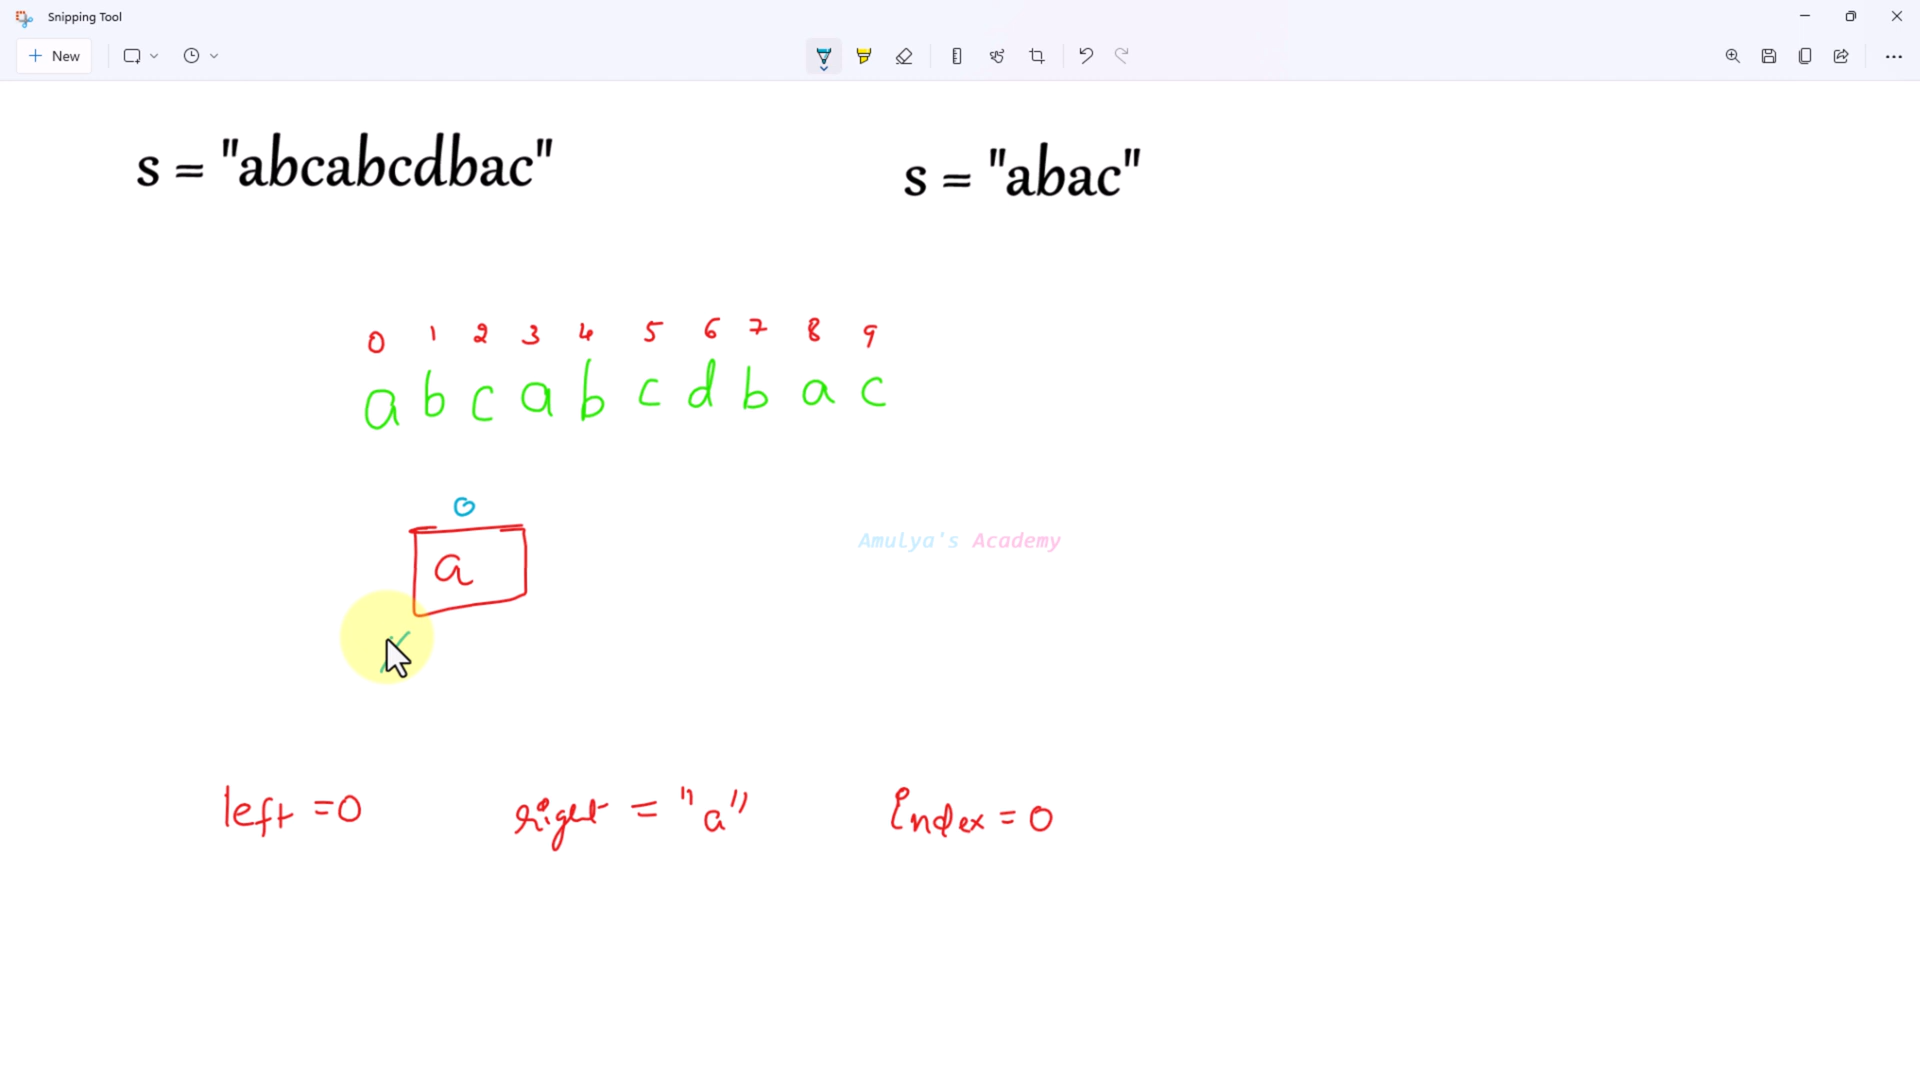 Snipping Tool
New
s = "abcabcdbac"
s = "abac"
0 1 2 3 4 5 6 7 8 9
a b c a b c d b a c
0
a
Amulya's Academy
left =0
right = "a"
Index = 0